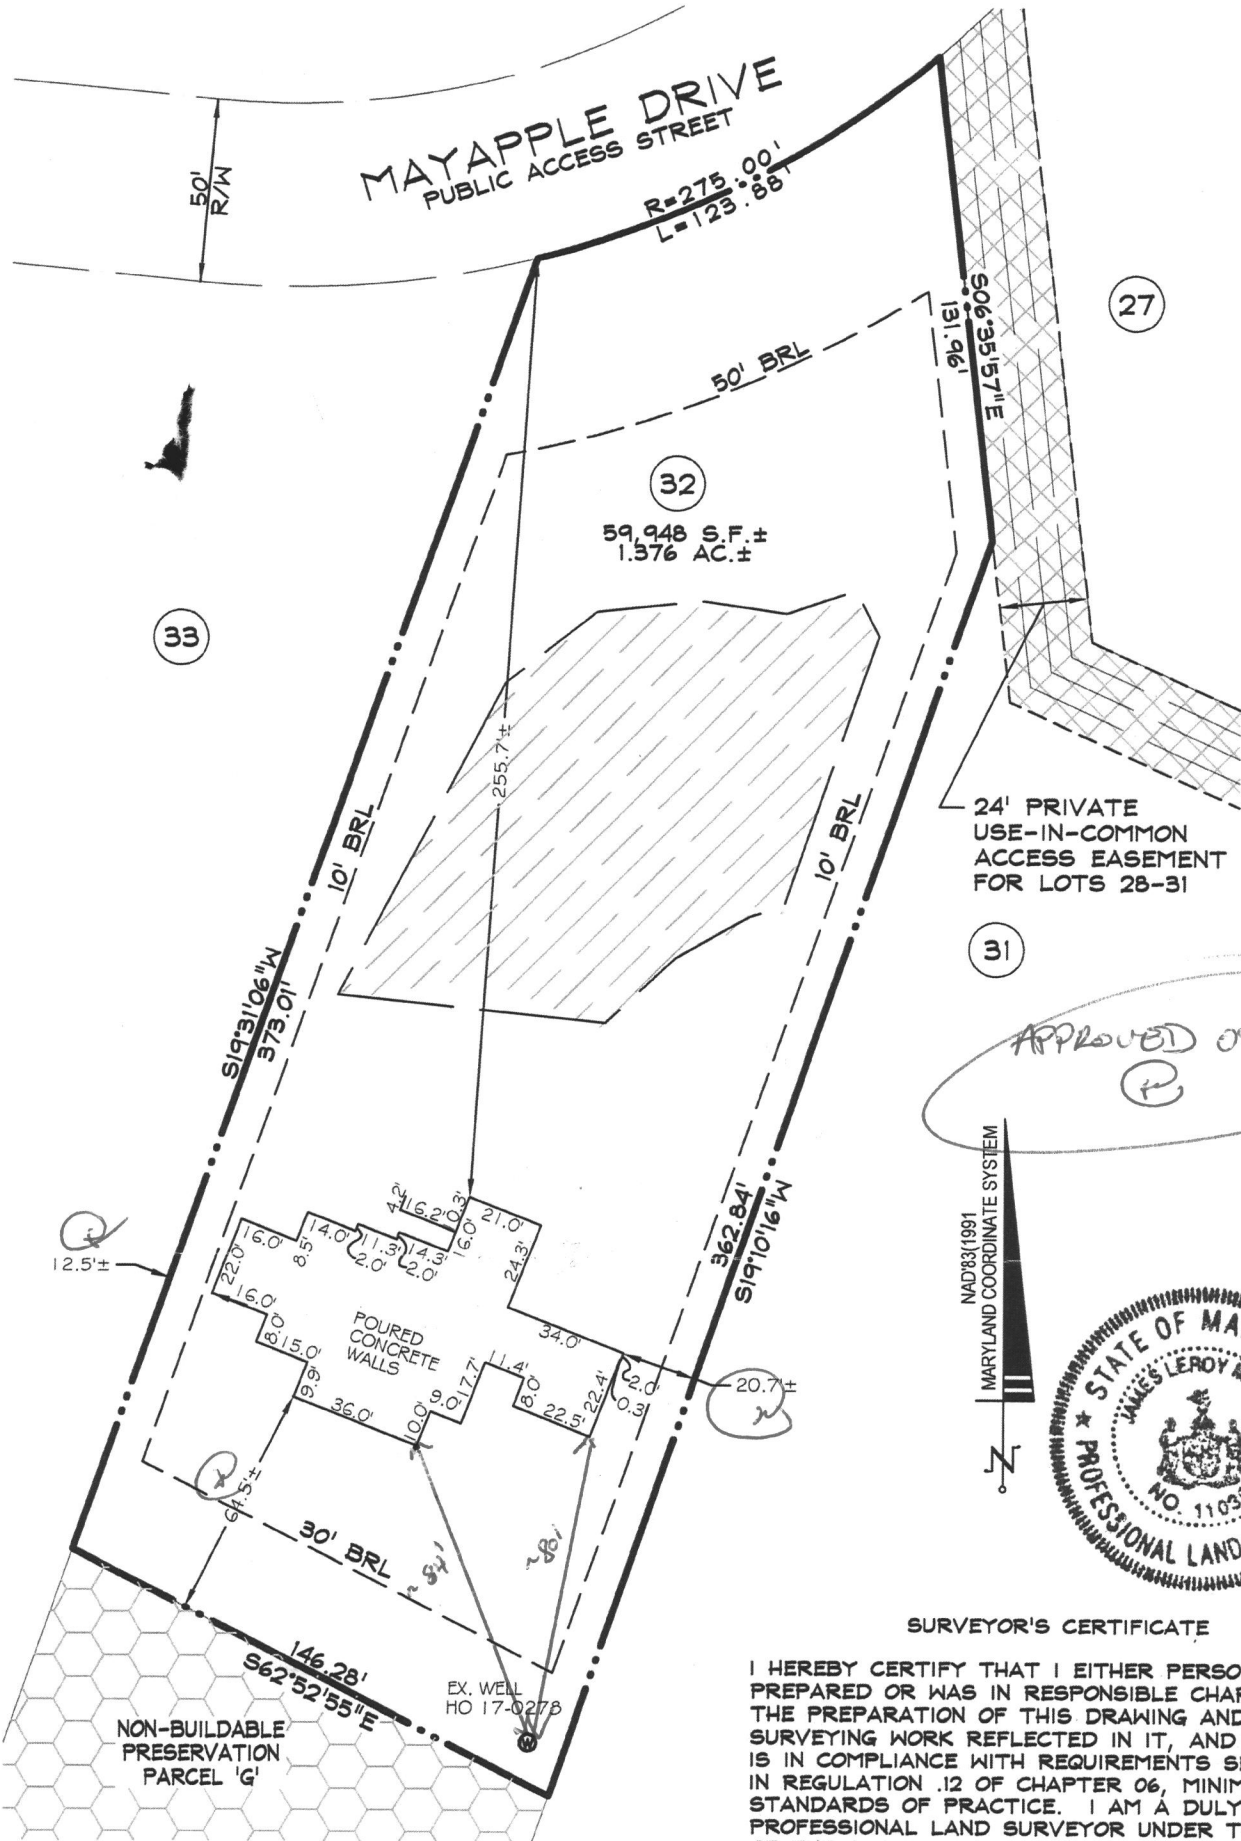 MAYAPPLE DRIVE
PUBLIC ACCESS STREET
50'
R/W
R=275.00'
L=123.88'
S06°35'57"E
131.96'
27
50' BRL
32
59,948 S.F.±
1.376 AC.±
33
255.7'±
10' BRL
10' BRL
24' PRIVATE
USE-IN-COMMON
ACCESS EASEMENT
FOR LOTS 28-31
31
S19°31'06"W
373.01'
APPROVED
NAD'83(1991
MARYLAND COORDINATE SYSTEM
N
362.84'
S19°10'16"W
12.5'±
16.0'
22.0'
8.5'
14.0'
2.0'
11.3'
2.0'
14.3'
4.2'
16.2'
0.3'
16.0'
21.0'
24.3'
34.0'
16.0'
8.0'
15.0'
9.9'
36.0'
10.0'
9.0'
17.7'
11.4'
8.0'
22.5'
22.4'
2.0'
0.3'
20.7'±
POURED
CONCRETE
WALLS
64.5'±
30' BRL
~ 84'
~ 80'
146.28'
S62°52'55"E
EX. WELL
HO 17-0278
NON-BUILDABLE
PRESERVATION
PARCEL 'G'
STATE OF MA
JAMES LEROY
NO. 1103
PROFESSIONAL LAND
SURVEYOR'S CERTIFICATE
I HEREBY CERTIFY THAT I EITHER PERSO
PREPARED OR WAS IN RESPONSIBLE CHAR
THE PREPARATION OF THIS DRAWING AND
SURVEYING WORK REFLECTED IN IT, AND
IS IN COMPLIANCE WITH REQUIREMENTS S
IN REGULATION .12 OF CHAPTER 06, MINIM
STANDARDS OF PRACTICE. I AM A DULY
PROFESSIONAL LAND SURVEYOR UNDER T